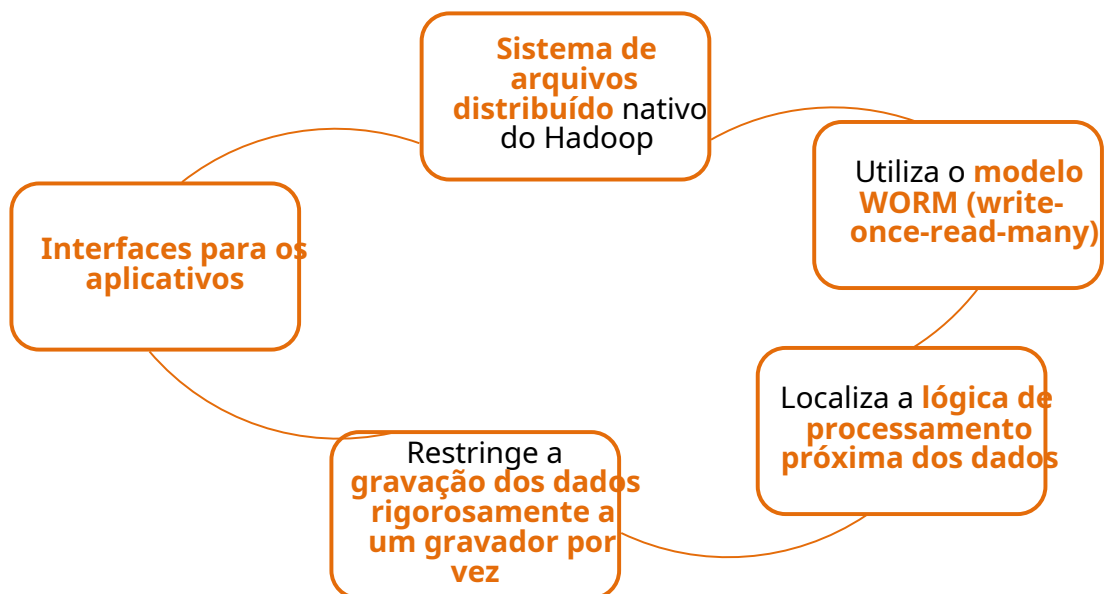 Sistema de
arquivos
distribuído nativo
do Hadoop
Utiliza o modelo
WORM (write-
once-read-many)
Localiza a lógica de
processamento
próxima dos dados
Restringe a
gravação dos dados
rigorosamente a
um gravador por
vez
Interfaces para os
aplicativos